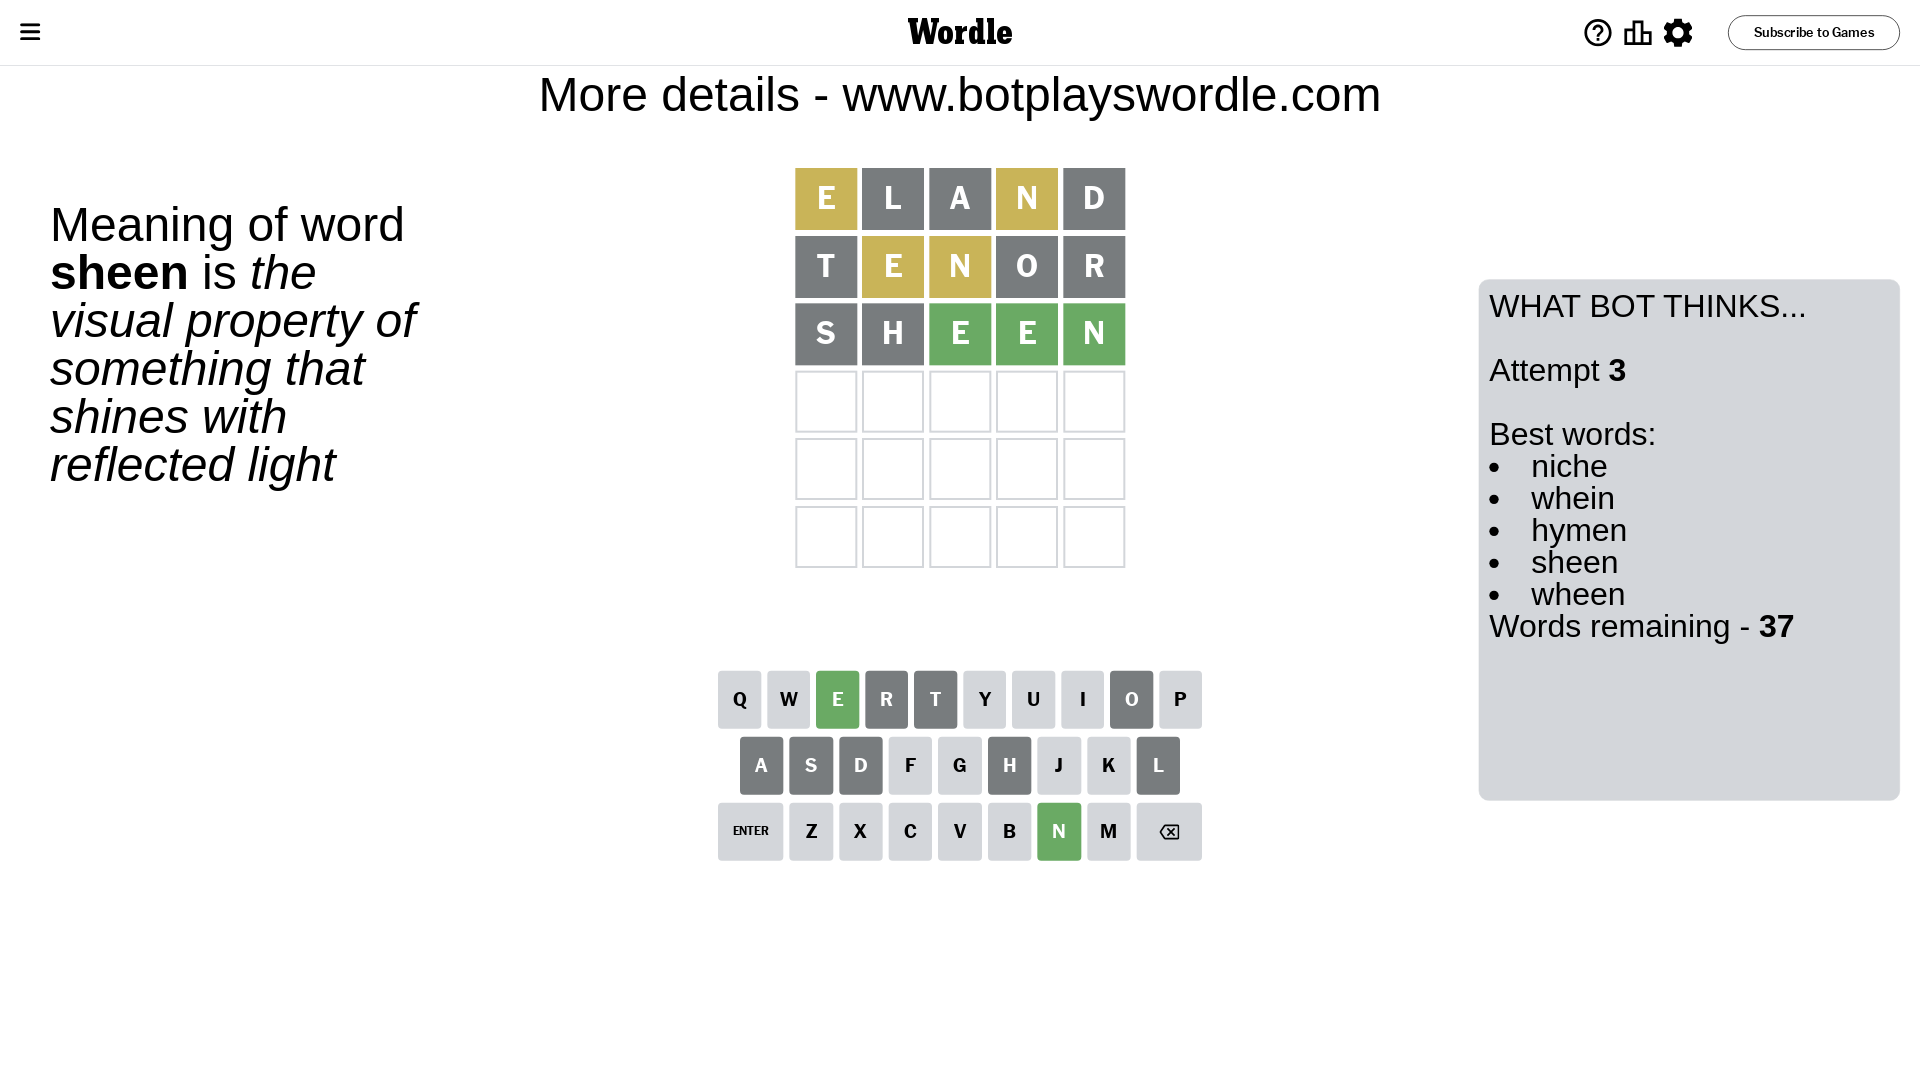 Wordle
Subscribe to Games
More details - www.botplayswordle.com
Meaning of word
sheen is the
visual property of
something that
shines with
reflected light
E L A N D
T E N O R
S H E E N
WHAT BOT THINKS...
Attempt 3
Best words:
• niche
• whein
• hymen
• sheen
• wheen
Words remaining - 37
Q W E R T Y U I O P
A S D F G H J K L
ENTER Z X C V B N M